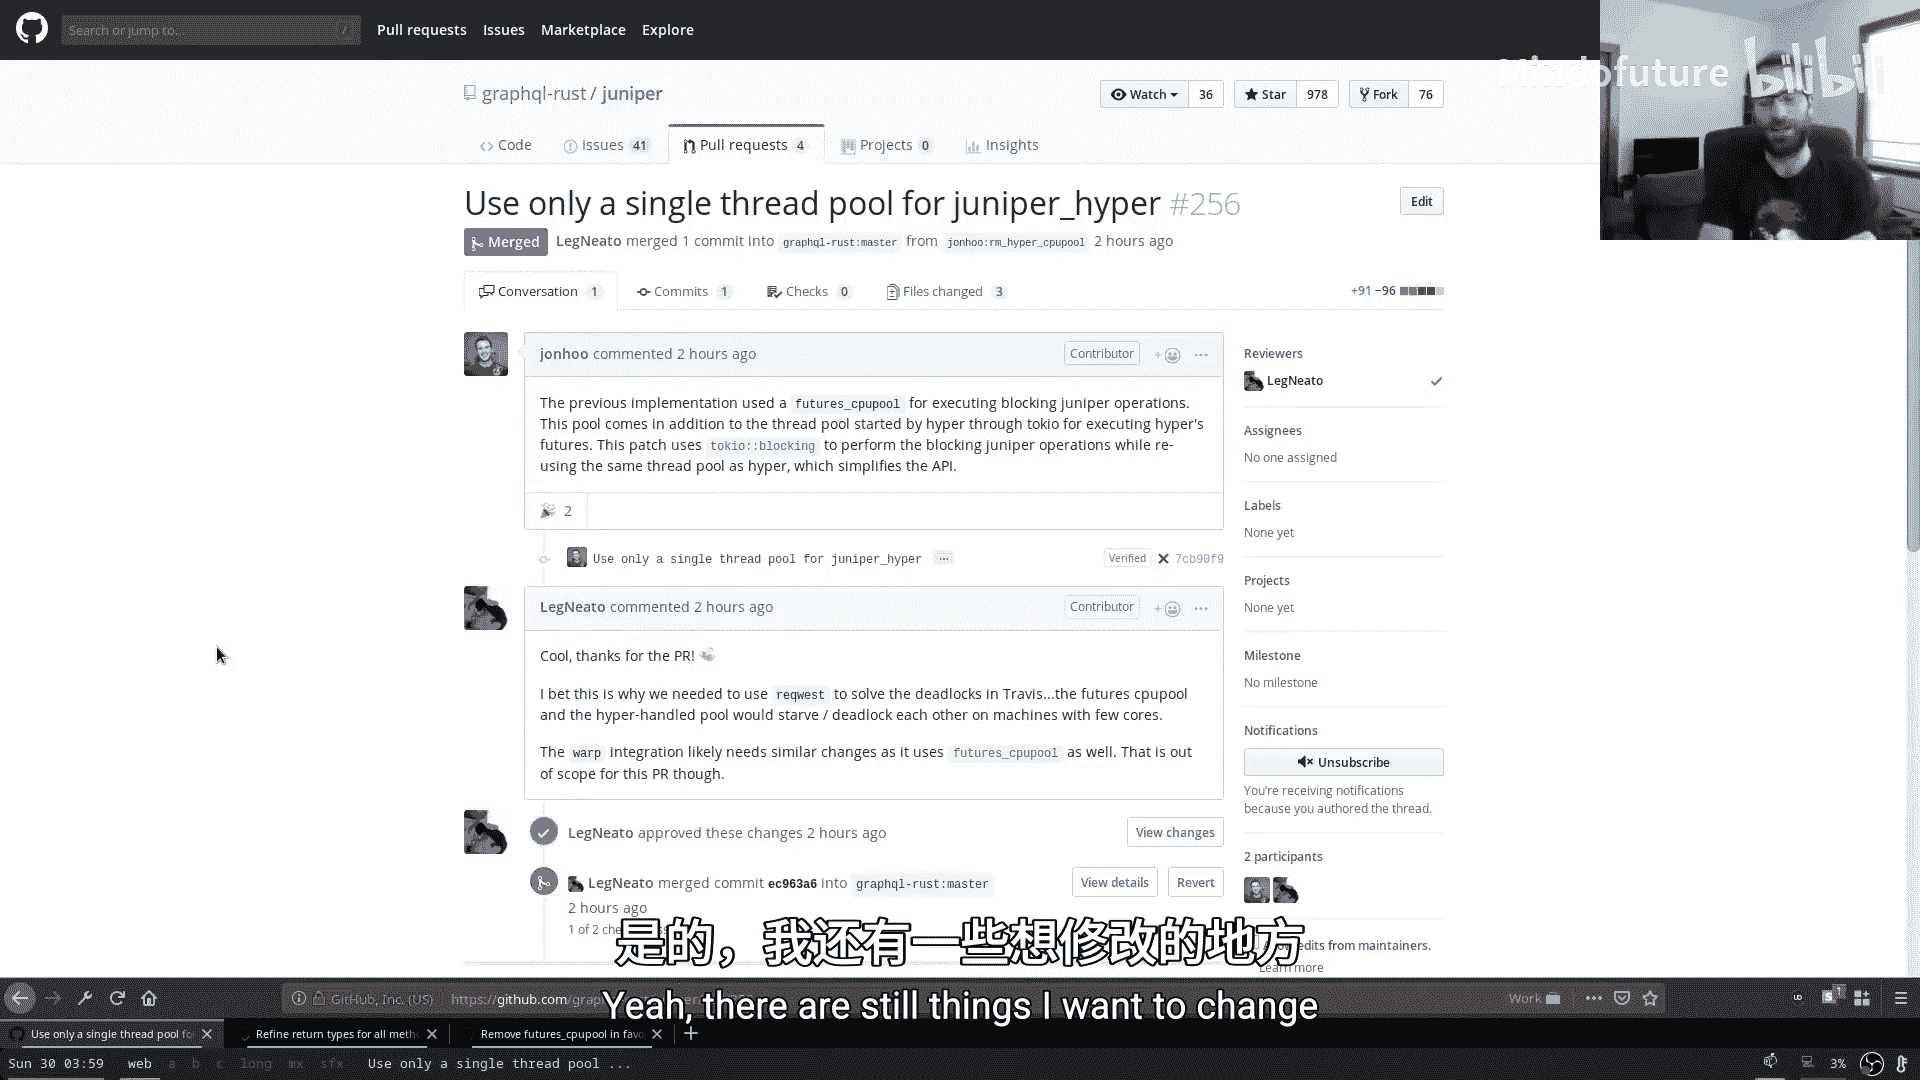 Search or jump to...
/
Pull requests
Issues
Marketplace
Explore
Mindofuture
bilibili
graphql-rust / juniper
Watch
36
Star
978
Fork
76
Code
Issues 41
Pull requests 4
Projects 0
Insights
Use only a single thread pool for juniper_hyper #256
Edit
Merged
LegNeato merged 1 commit into graphql-rust:master from jonhoo:rm_hyper_cpupool 2 hours ago
Conversation 1
Commits 1
Checks 0
Files changed 3
+91 −96
jonhoo commented 2 hours ago
Contributor
The previous implementation used a futures_cpupool for executing blocking juniper operations.
This pool comes in addition to the thread pool started by hyper through tokio for executing hyper's
futures. This patch uses tokio::blocking to perform the blocking juniper operations while re-
using the same thread pool as hyper, which simplifies the API.
2
Use only a single thread pool for juniper_hyper
Verified
7cb90f9
LegNeato commented 2 hours ago
Contributor
Cool, thanks for the PR!
I bet this is why we needed to use reqwest to solve the deadlocks in Travis...the futures cpupool
and the hyper-handled pool would starve / deadlock each other on machines with few cores.
The warp integration likely needs similar changes as it uses futures_cpupool as well. That is out
of scope for this PR though.
LegNeato approved these changes 2 hours ago
View changes
LegNeato merged commit ec963a6 into graphql-rust:master
2 hours ago
View details
Revert
1 of 2
Reviewers
LegNeato
Assignees
No one assigned
Labels
None yet
Projects
None yet
Milestone
No milestone
Notifications
Unsubscribe
You're receiving notifications
because you authored the thread.
2 participants
edits from maintainers.
Learn more
是的，我还有一些想修改的地方
Yeah, there are still things I want to change
GitHub, Inc. (US)
https://github.com/grap
Work
Use only a single thread pool fo
Refine return types for all meth
Remove futures_cpupool in favo
Sun 30 03:59
web
a
b
c
long
mx
sfx
Use only a single thread pool ...
3%